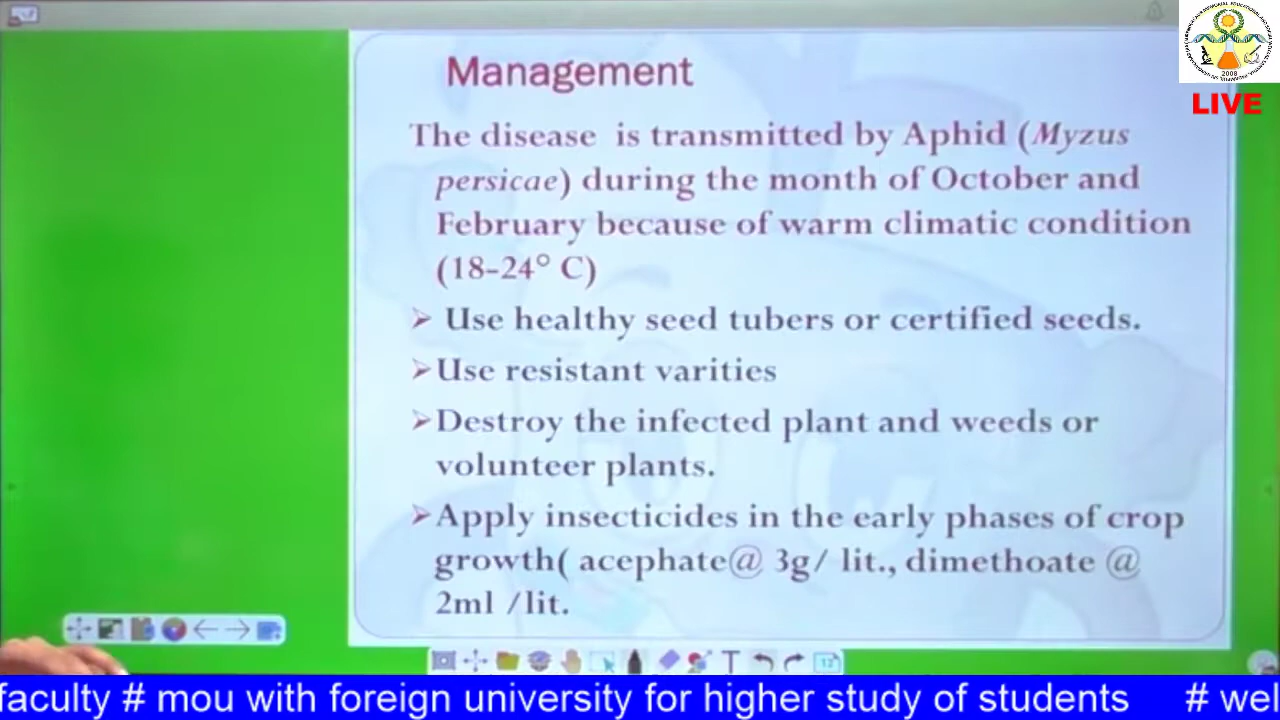 Management
LIVE
The disease is transmitted by Aphid (Myzus
persicae) during the month of October and
February because of warm climatic condition
(18-24° C)
➢ Use healthy seed tubers or certified seeds.
➢Use resistant varities
➢Destroy the infected plant and weeds or
volunteer plants.
➢Apply insecticides in the early phases of crop
growth( acephate@ 3g/ lit., dimethoate @
2ml /lit.
faculty # mou with foreign university for higher study of students # wel
2008